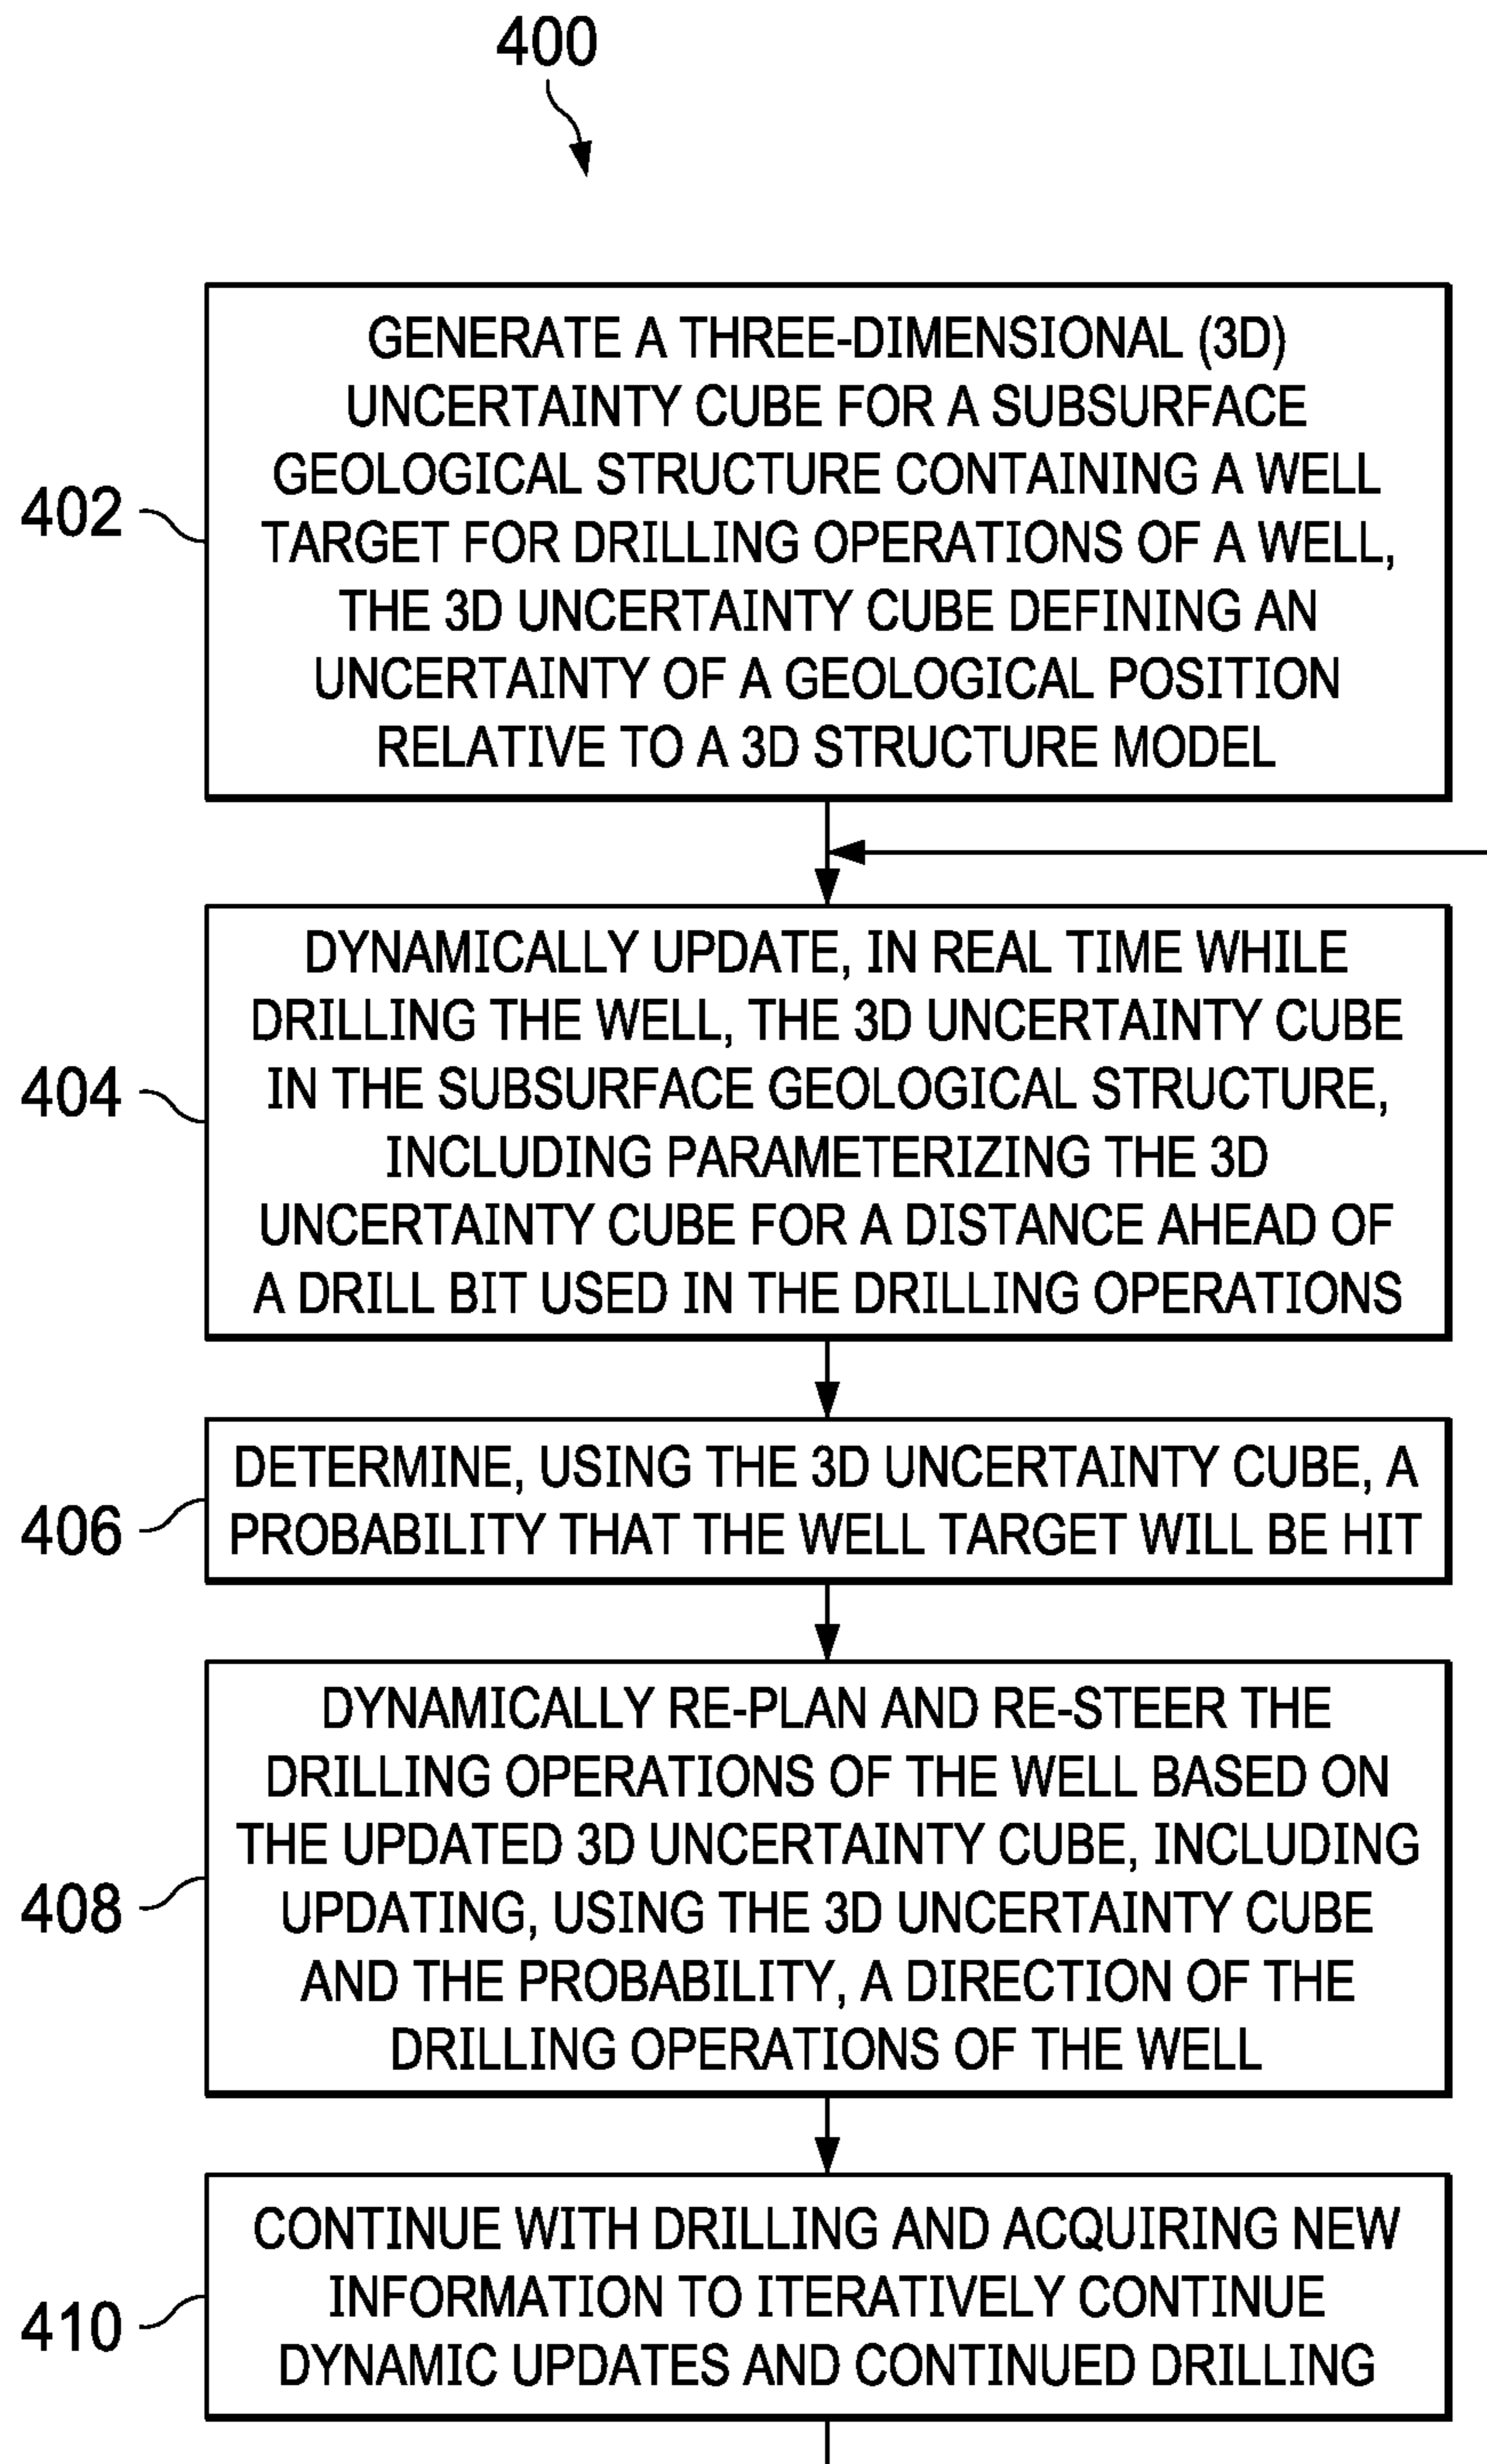 400
402
GENERATE A THREE-DIMENSIONAL (3D)
UNCERTAINTY CUBE FOR A SUBSURFACE
GEOLOGICAL STRUCTURE CONTAINING A WELL
TARGET FOR DRILLING OPERATIONS OF A WELL,
THE 3D UNCERTAINTY CUBE DEFINING AN
UNCERTAINTY OF A GEOLOGICAL POSITION
RELATIVE TO A 3D STRUCTURE MODEL
404
DYNAMICALLY UPDATE, IN REAL TIME WHILE
DRILLING THE WELL, THE 3D UNCERTAINTY CUBE
IN THE SUBSURFACE GEOLOGICAL STRUCTURE,
INCLUDING PARAMETERIZING THE 3D
UNCERTAINTY CUBE FOR A DISTANCE AHEAD OF
A DRILL BIT USED IN THE DRILLING OPERATIONS
406
DETERMINE, USING THE 3D UNCERTAINTY CUBE, A
PROBABILITY THAT THE WELL TARGET WILL BE HIT
408
DYNAMICALLY RE-PLAN AND RE-STEER THE
DRILLING OPERATIONS OF THE WELL BASED ON
THE UPDATED 3D UNCERTAINTY CUBE, INCLUDING
UPDATING, USING THE 3D UNCERTAINTY CUBE
AND THE PROBABILITY, A DIRECTION OF THE
DRILLING OPERATIONS OF THE WELL
410
CONTINUE WITH DRILLING AND ACQUIRING NEW
INFORMATION TO ITERATIVELY CONTINUE
DYNAMIC UPDATES AND CONTINUED DRILLING